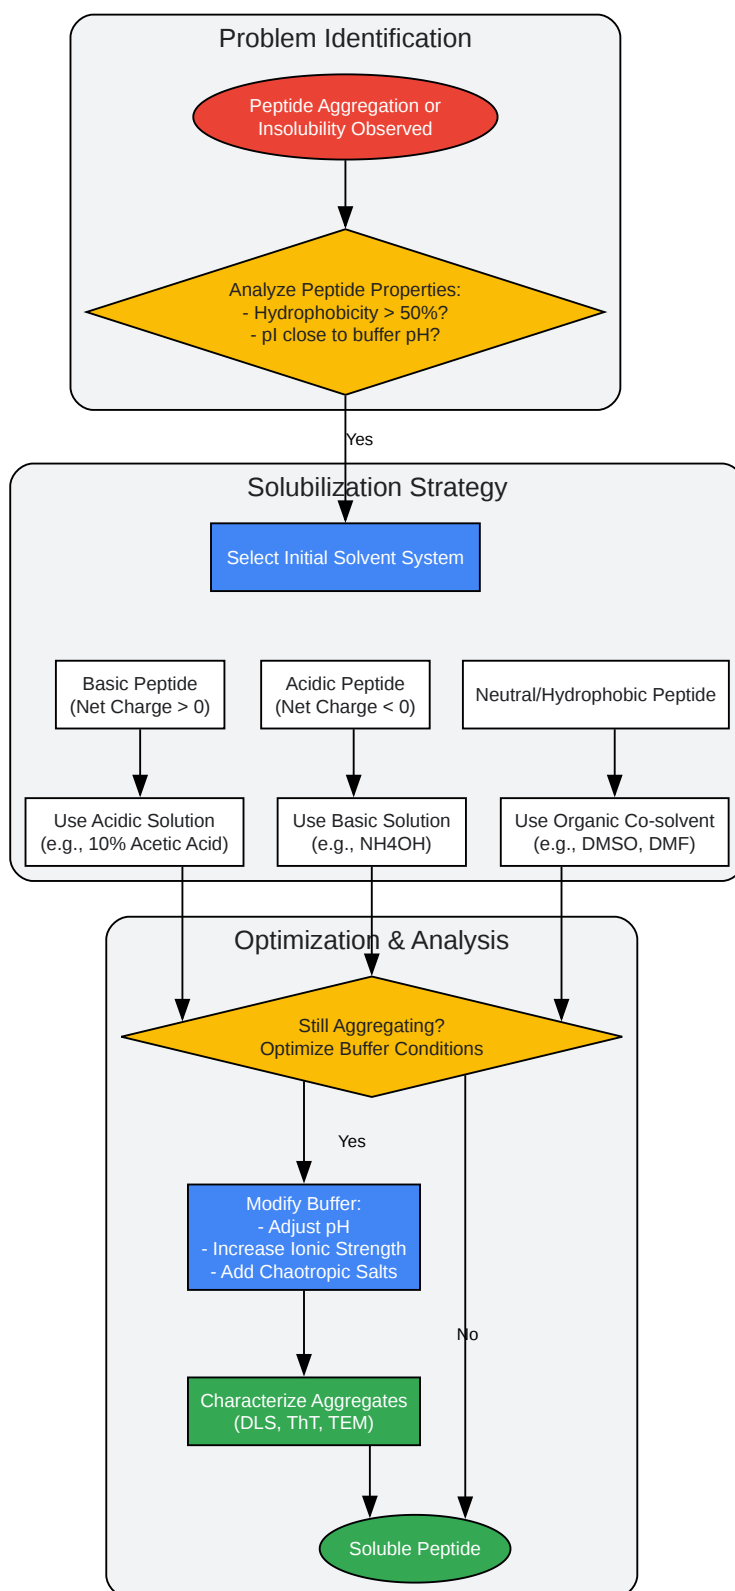 Problem Identification
Peptide Aggregation or
Insolubility Observed
Analyze Peptide Properties:
- Hydrophobicity > 50%?
- pI close to buffer pH?
Yes
Solubilization Strategy
Select Initial Solvent System
Basic Peptide
(Net Charge > 0)
Acidic Peptide
(Net Charge < 0)
Neutral/Hydrophobic Peptide
Use Acidic Solution
(e.g., 10% Acetic Acid)
Use Basic Solution
(e.g., NH4OH)
Use Organic Co-solvent
(e.g., DMSO, DMF)
Optimization & Analysis
Still Aggregating?
Optimize Buffer Conditions
Yes
Modify Buffer:
- Adjust pH
- Increase Ionic Strength
- Add Chaotropic Salts
No
Characterize Aggregates
(DLS, ThT, TEM)
Soluble Peptide